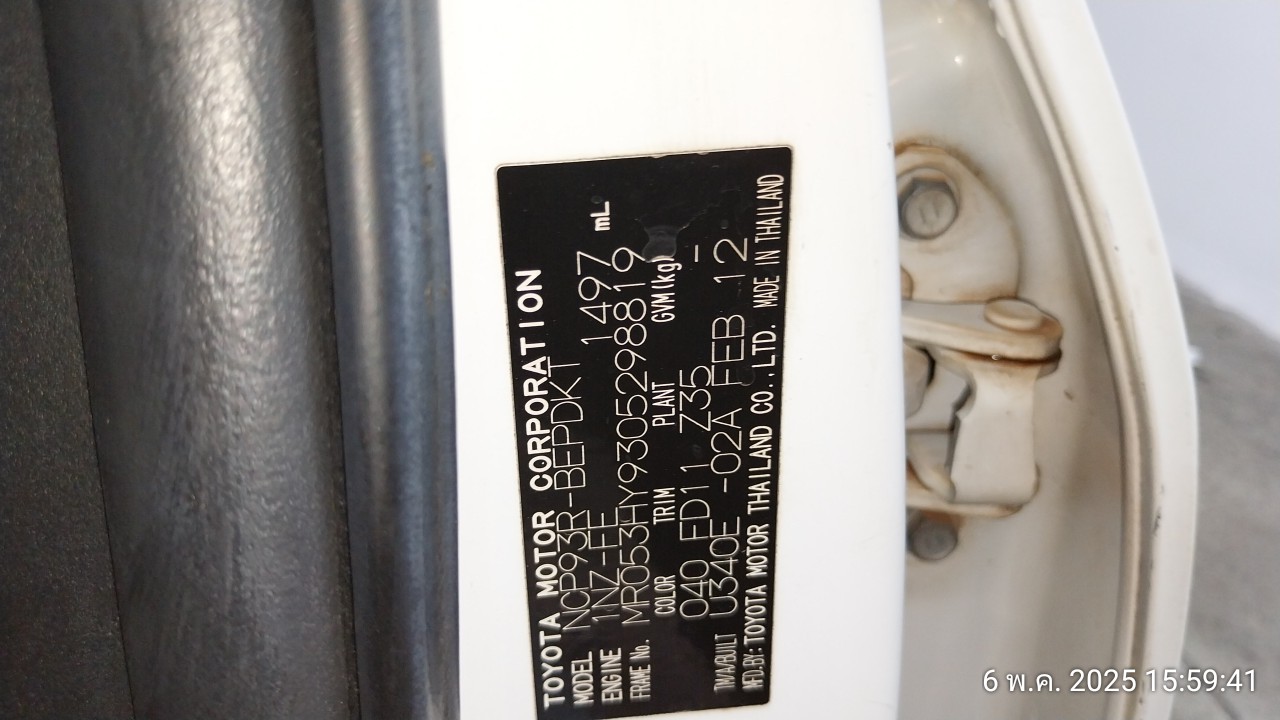 TOYOTA MOTOR CORPORATION
MODEL NCP93R-BEPDKT
ENGINE 1NZ-FE 1497 mL
FRAME No. MR053HY9305298819
COLOR TRIM PLANT GVM(kg)
040 FD11 Z35 –
TM/A/BUILT U340E -02A FEB 12
MFD.BY:TOYOTA MOTOR THAILAND CO.,LTD. MADE IN THAILAND
6 พ.ค. 2025 15:59:41